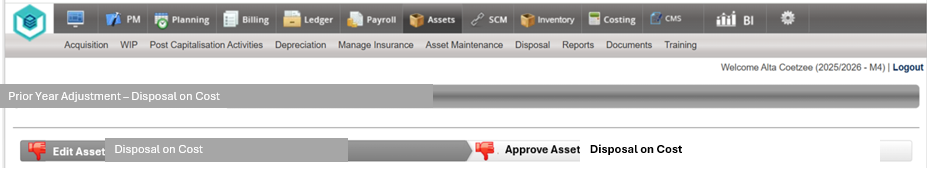 PM Planning Billing Ledger Payroll Assets SCM Inventory Costing CMS BI
Acquisition WIP Post Capitalisation Activities Depreciation Manage Insurance Asset Maintenance Disposal Reports Documents Training
Welcome Alta Coetzee (2025/2026 - M4) | Logout
Prior Year Adjustment – Disposal on Cost
Edit Asset Disposal on Cost Approve Asset Disposal on Cost